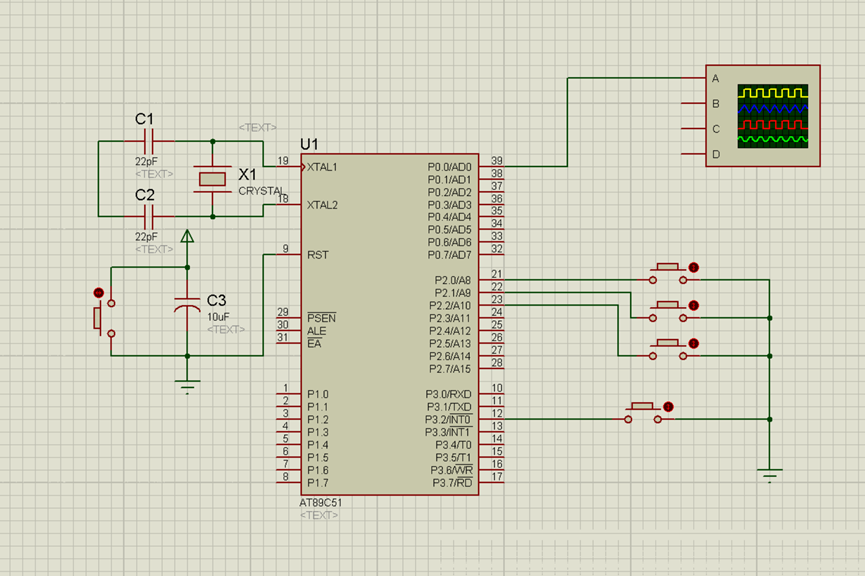 C1
22pF
<TEXT>
C2
22pF
<TEXT>
<TEXT>
X1
CRYSTAL
C3
10uF
<TEXT>
U1
19 XTAL1
18 XTAL2
9 RST
29 PSEN
30 ALE
31 EA
1 P1.0
2 P1.1
3 P1.2
4 P1.3
5 P1.4
6 P1.5
7 P1.6
8 P1.7
P0.0/AD0 39
P0.1/AD1 38
P0.2/AD2 37
P0.3/AD3 36
P0.4/AD4 35
P0.5/AD5 34
P0.6/AD6 33
P0.7/AD7 32
P2.0/A8 21
P2.1/A9 22
P2.2/A10 23
P2.3/A11 24
P2.4/A12 25
P2.5/A13 26
P2.6/A14 27
P2.7/A15 28
P3.0/RXD 10
P3.1/TXD 11
P3.2/INT0 12
P3.3/INT1 13
P3.4/T0 14
P3.5/T1 15
P3.6/WR 16
P3.7/RD 17
AT89C51
<TEXT>
A
B
C
D